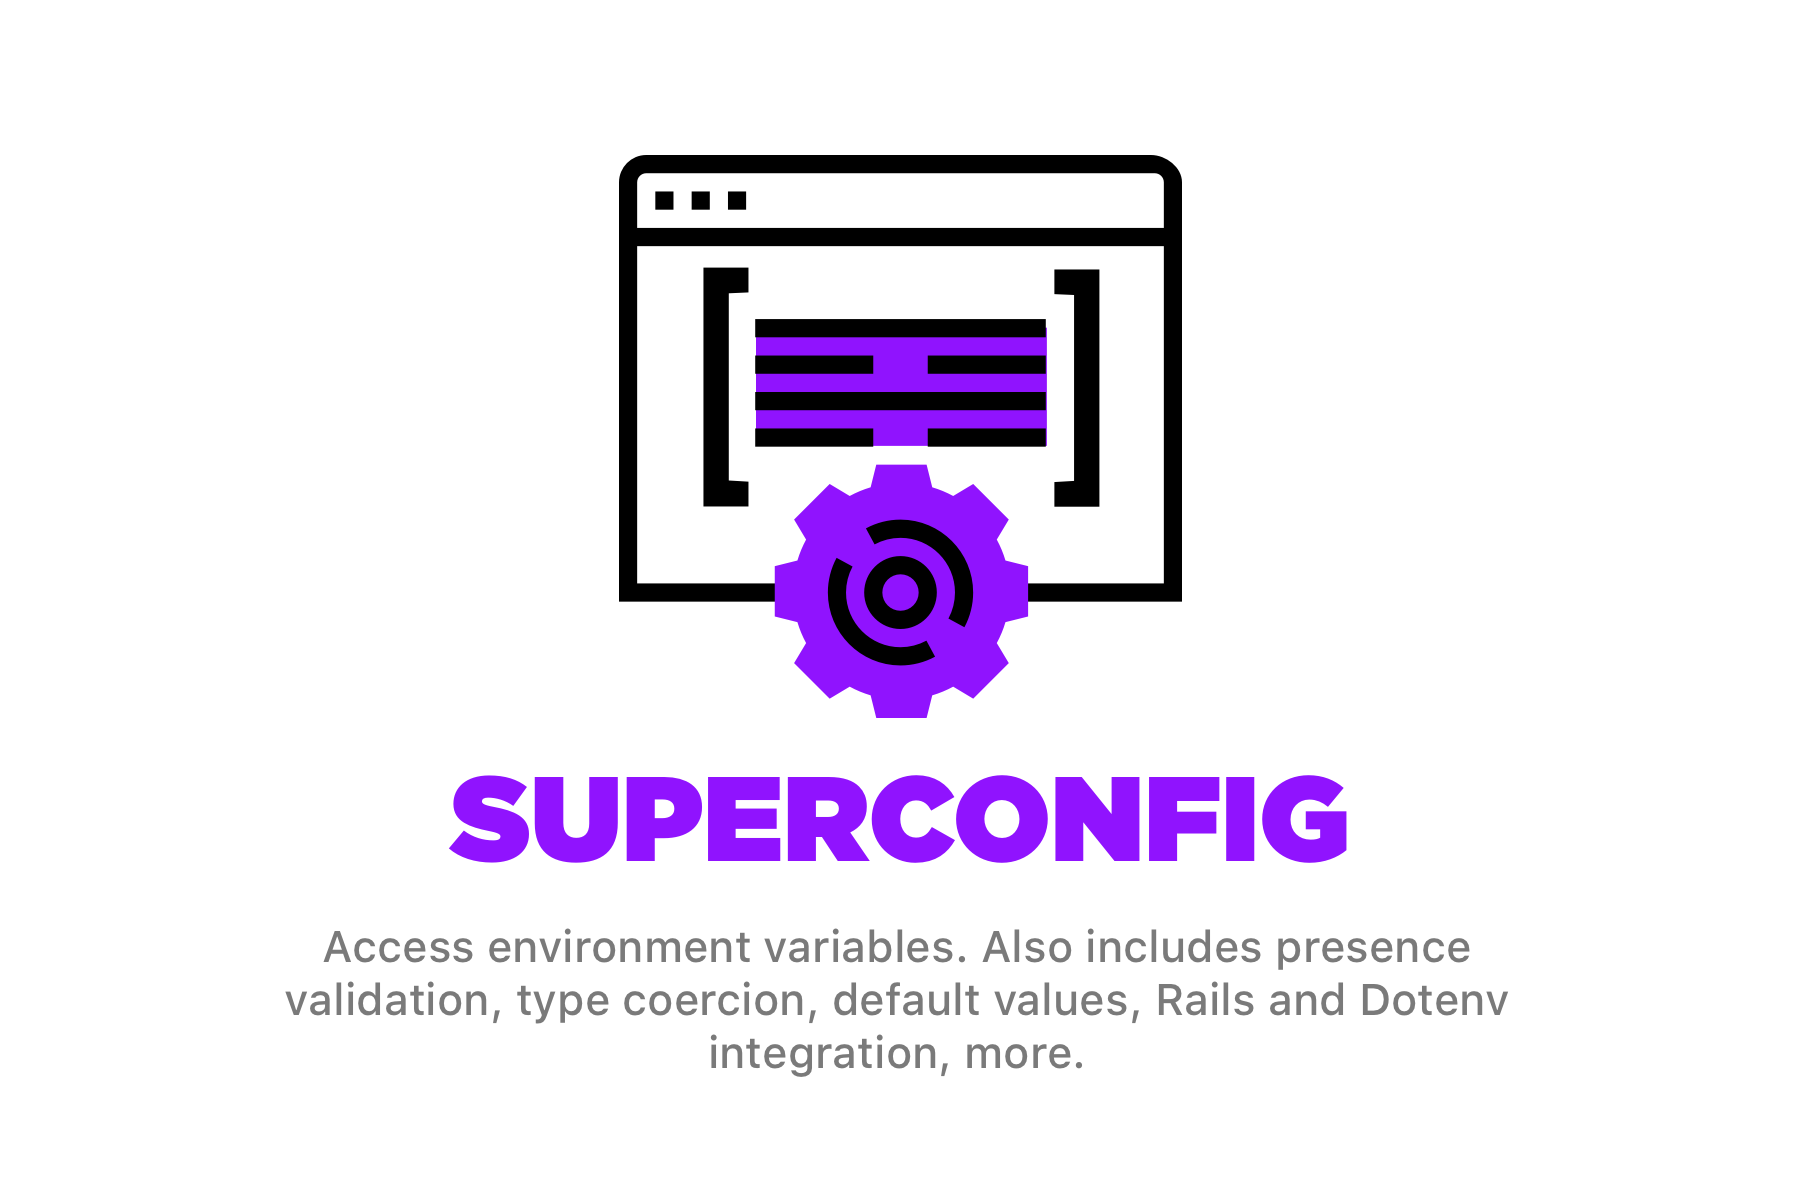 SUPERCONFIG
Access environment variables. Also includes presence
validation, type coercion, default values, Rails and Dotenv
integration, more.